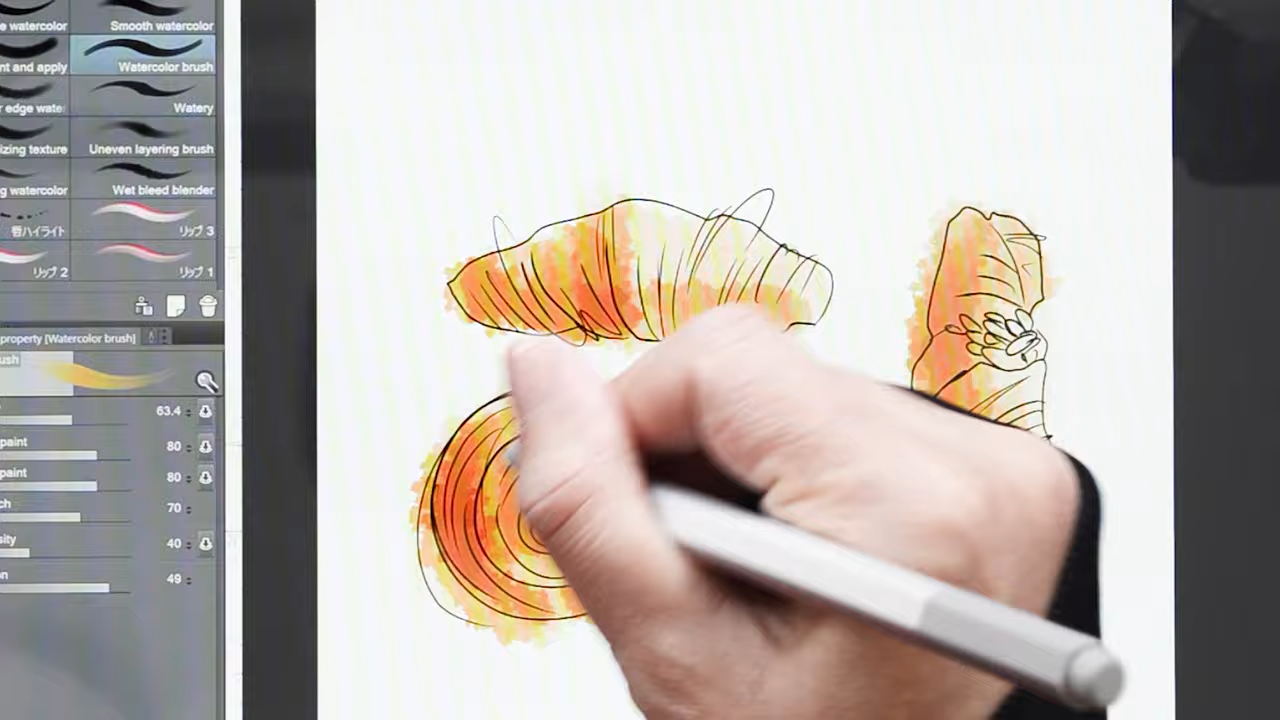 e watercolor
Smooth watercolor
nt and apply
Watercolor brush
r edge wate
Watery
izing texture
Uneven layering brush
g watercolor
Wet bleed blender
唇ハイライト
リップ 3
リップ 2
リップ 1
property [Watercolor brush]
ush
63.4
paint
80
paint
80
ch
70
sity
40
on
49